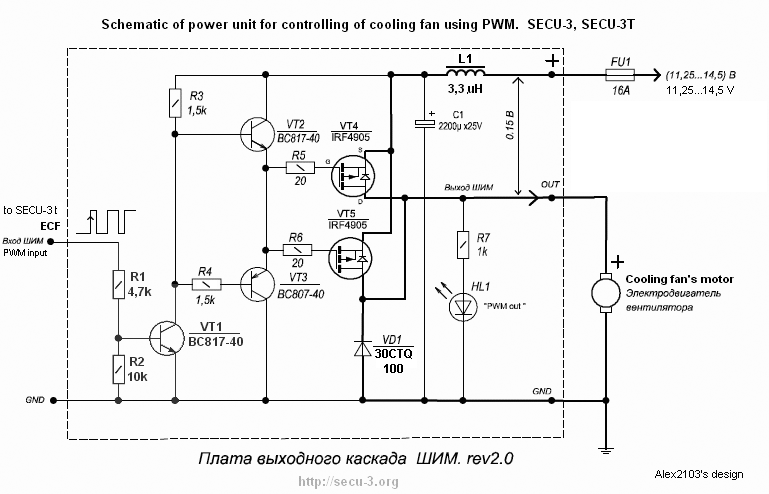 Schematic of power unit for controlling of cooling fan using PWM. SECU-3, SECU-3T
L1
+
FU1
3,3 uH
16A
(11,25...14,5) В
11,25...14,5 V
R3
1,5k
VT2
BC817-40
VT4
IRF4905
+
C1
2200µ x25V
0.15 В
R5
20
G
S
D
Выход ШИМ
OUT
to SECU-3 t
ECF
Вход ШИМ
PWM input
VT5
IRF4905
R6
20
R7
1k
R1
4,7k
R4
1,5k
VT3
BC807-40
HL1
"PWM out"
+
Cooling fan's motor
Электродвигатель
вентилятора
VT1
BC817-40
VD1
30CTQ
100
R2
10k
GND
GND
Плата выходного каскада ШИМ. rev2.0
http://secu-3.org
Alex2103's design